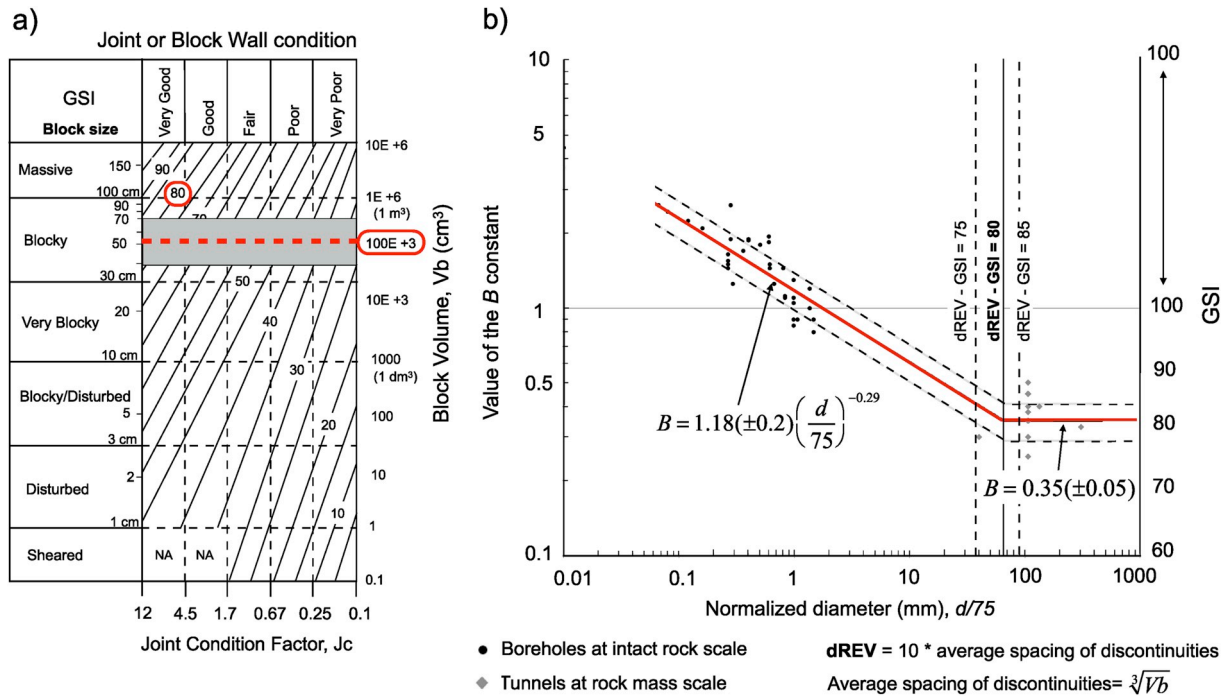 a)
Joint or Block Wall condition
GSI
Block size
Very Good
Good
Fair
Poor
Very Poor
Massive
Blocky
Very Blocky
Blocky/Disturbed
Disturbed
Sheared
150
100 cm
90
70
50
30 cm
20
10 cm
5
3 cm
2
1 cm
90
80
70
50
40
30
20
10
NA
NA
10E +6
1E +6
(1 m³)
100E +3
10E +3
1000
(1 dm³)
100
10
1
0.1
Block Volume, Vb (cm³)
12
4.5
1.7
0.67
0.25
0.1
Joint Condition Factor, Jc
b)
Value of the B constant
10
5
1
0.5
0.1
dREV - GSI = 75
dREV - GSI = 80
dREV - GSI = 85
B = 1.18(±0.2)(d/75)^−0.29
B = 0.35(±0.05)
100
100
90
80
70
60
GSI
0.01
0.1
1
10
100
1000
Normalized diameter (mm), d/75
Boreholes at intact rock scale
Tunnels at rock mass scale
dREV = 10 * average spacing of discontinuities
Average spacing of discontinuities= ∛Vb